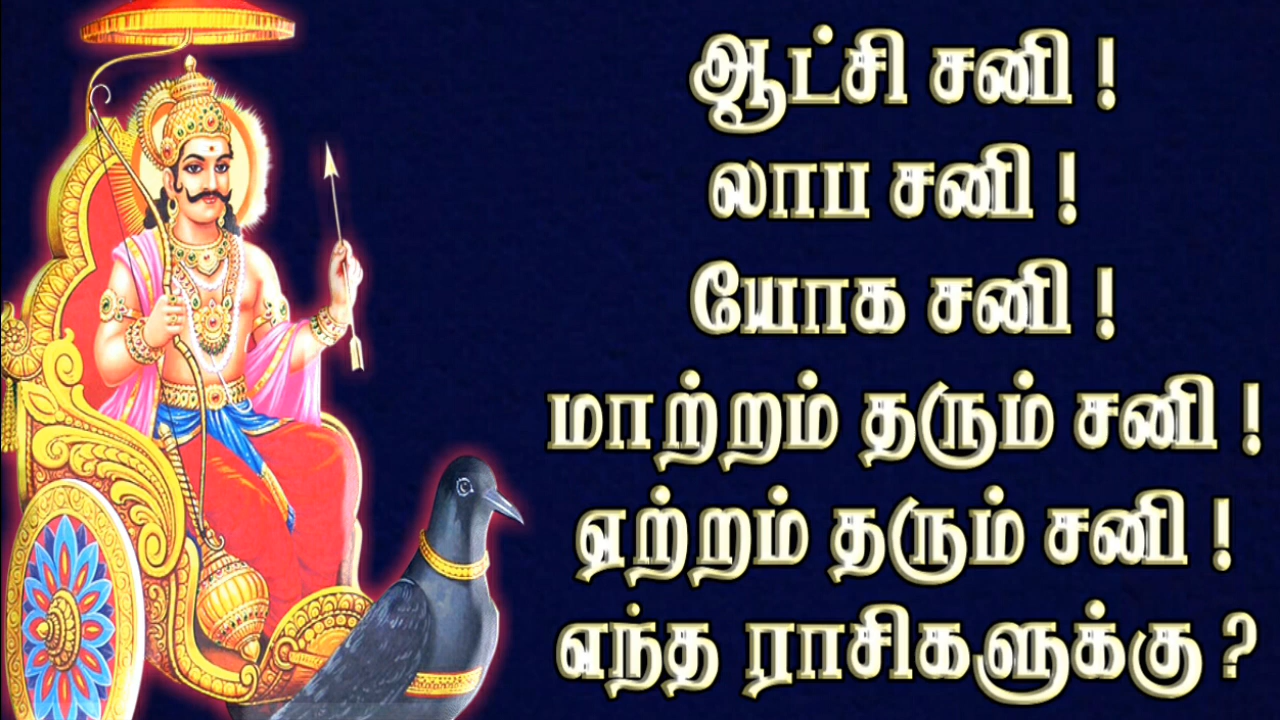 ஆட்சி சனி !
லாப சனி !
யோக சனி !
மாற்றம் தரும் சனி !
ஏற்றம் தரும் சனி !
எந்த ராசிகளுக்கு ?